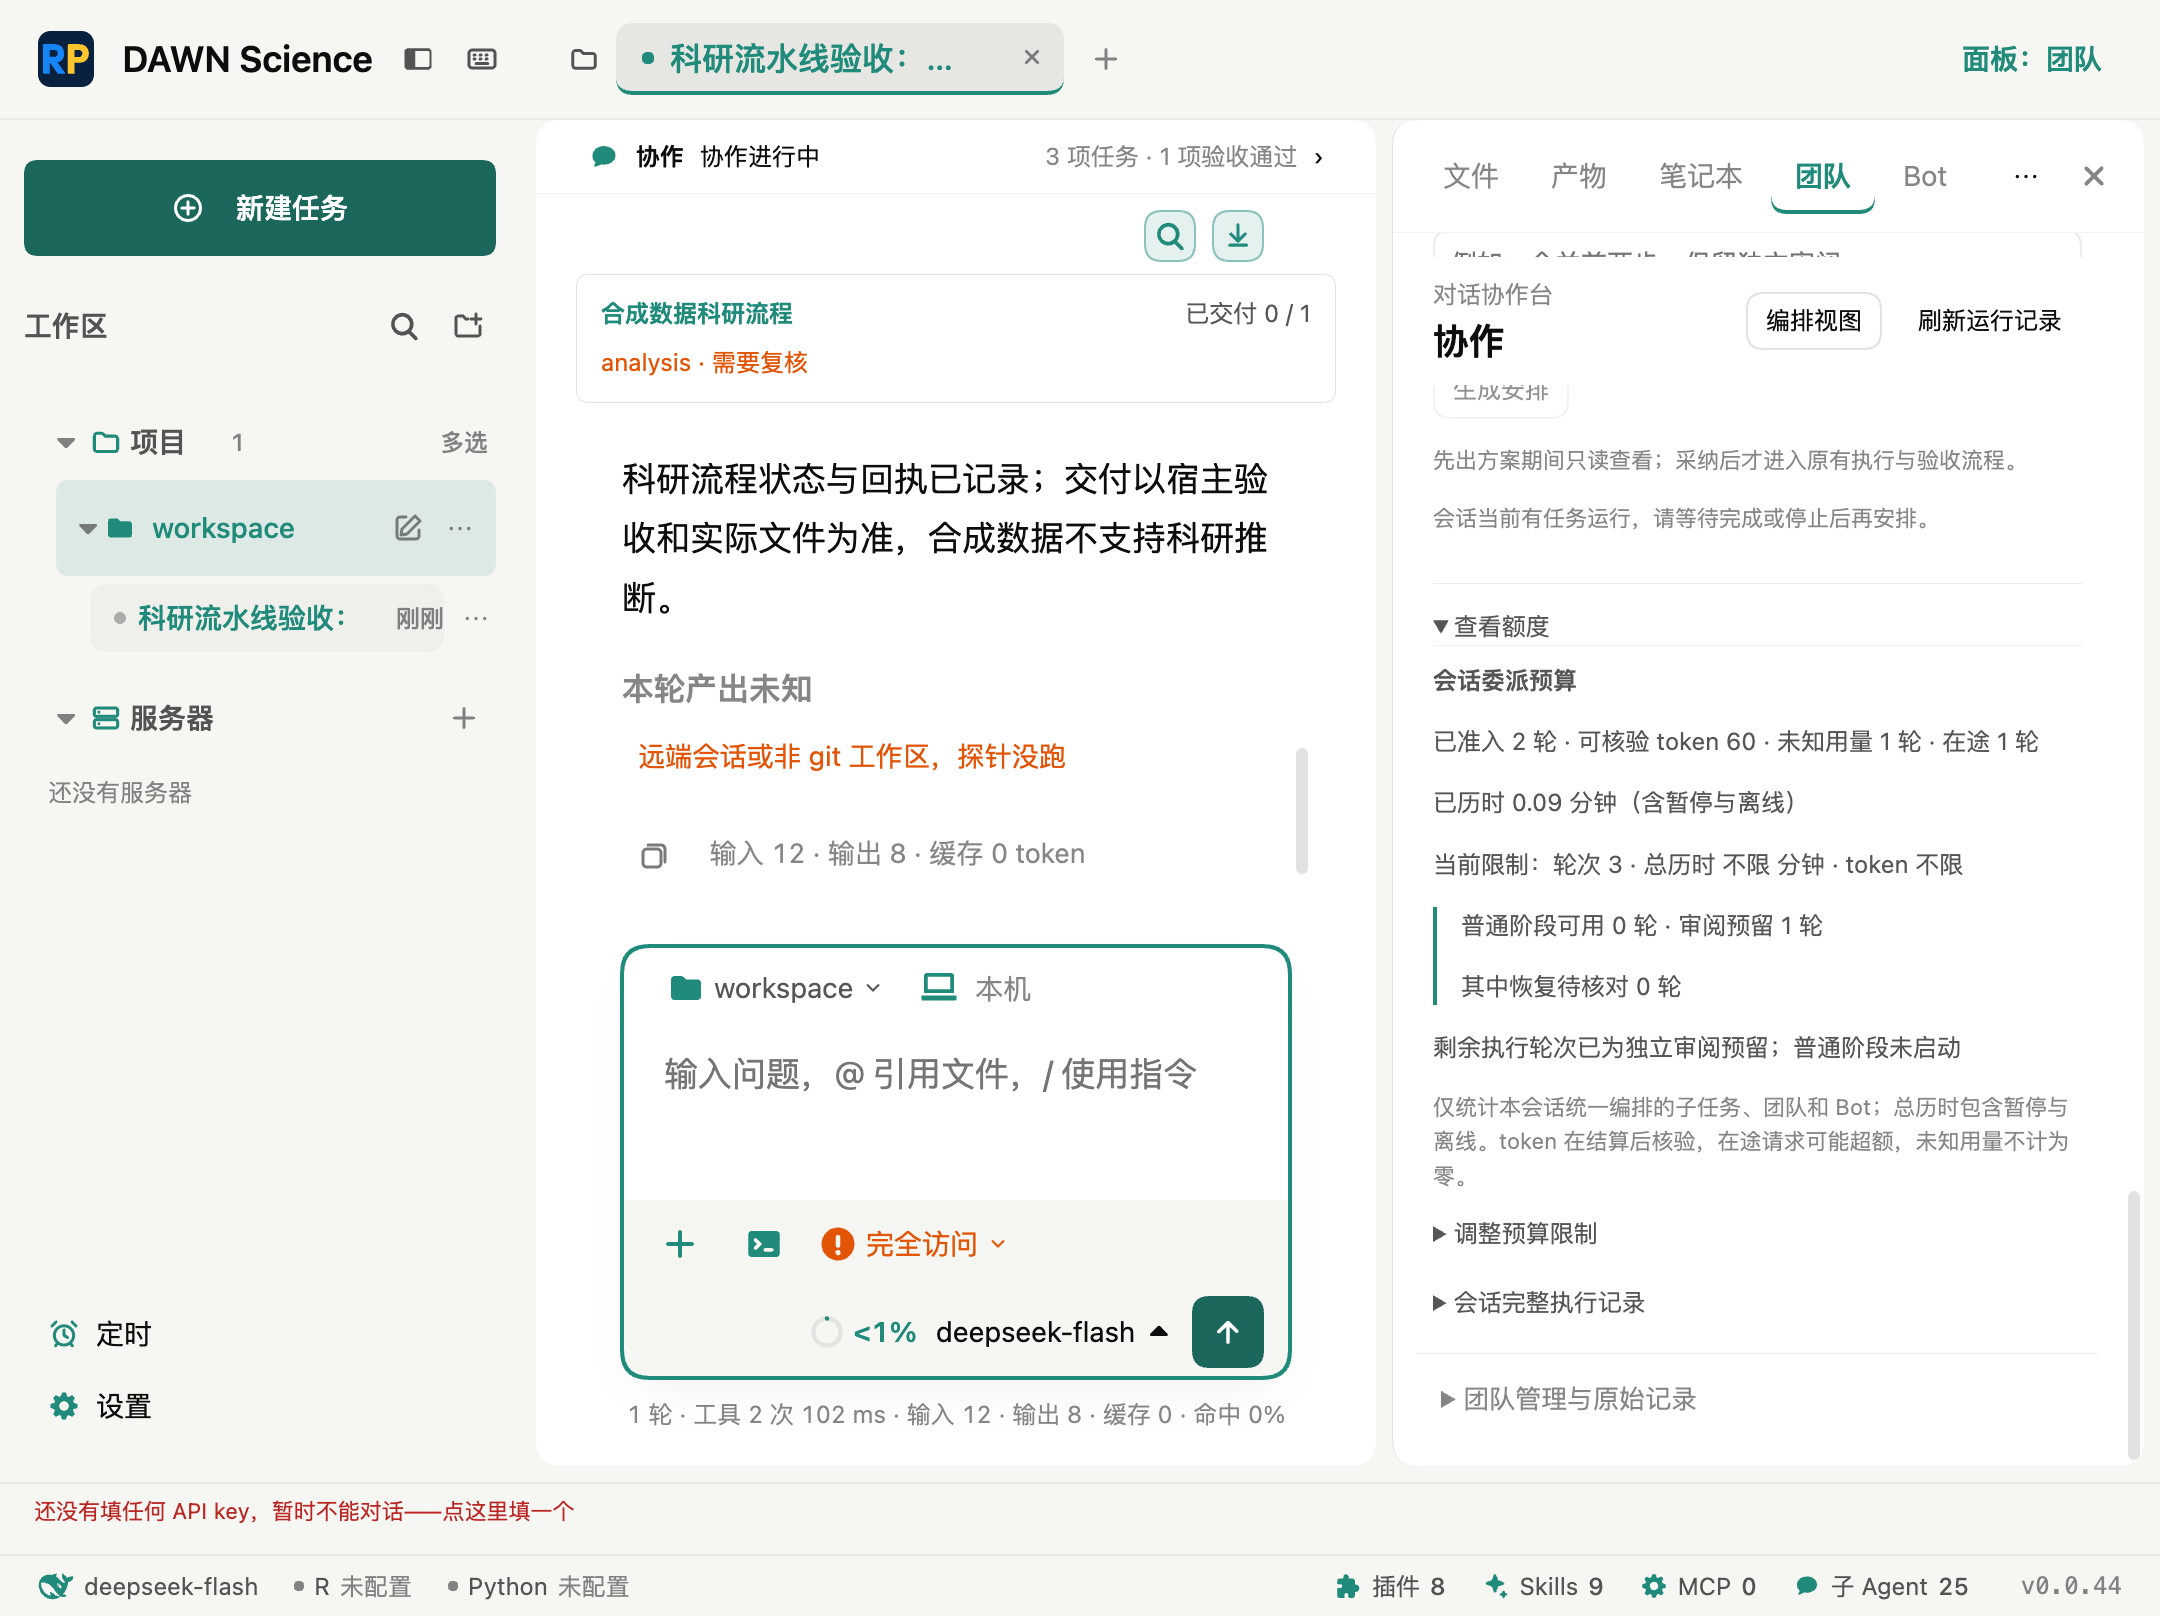 RP DAWN Science
科研流水线验收：...
面板：团队
新建任务
工作区
项目 1 多选
workspace
科研流水线验收： 刚刚
服务器
还没有服务器
定时
设置
协作 协作进行中 3 项任务 · 1 项验收通过
合成数据科研流程 已交付 0 / 1
analysis · 需要复核
科研流程状态与回执已记录；交付以宿主验
收和实际文件为准，合成数据不支持科研推
断。
本轮产出未知
远端会话或非 git 工作区，探针没跑
输入 12 · 输出 8 · 缓存 0 token
workspace 本机
输入问题，@ 引用文件，/ 使用指令
完全访问
<1% deepseek-flash
1 轮 · 工具 2 次 102 ms · 输入 12 · 输出 8 · 缓存 0 · 命中 0%
文件 产物 笔记本 团队 Bot
对话协作台
协作
编排视图 刷新运行记录
生成安排
先出方案期间只读查看；采纳后才进入原有执行与验收流程。
会话当前有任务运行，请等待完成或停止后再安排。
查看额度
会话委派预算
已准入 2 轮 · 可核验 token 60 · 未知用量 1 轮 · 在途 1 轮
已历时 0.09 分钟（含暂停与离线）
当前限制：轮次 3 · 总历时 不限 分钟 · token 不限
普通阶段可用 0 轮 · 审阅预留 1 轮
其中恢复待核对 0 轮
剩余执行轮次已为独立审阅预留；普通阶段未启动
仅统计本会话统一编排的子任务、团队和 Bot；总历时包含暂停与
离线。token 在结算后核验，在途请求可能超额，未知用量不计为
零。
调整预算限制
会话完整执行记录
团队管理与原始记录
还没有填任何 API key，暂时不能对话——点这里填一个
deepseek-flash R 未配置 Python 未配置
插件 8 Skills 9 MCP 0 子 Agent 25 v0.0.44